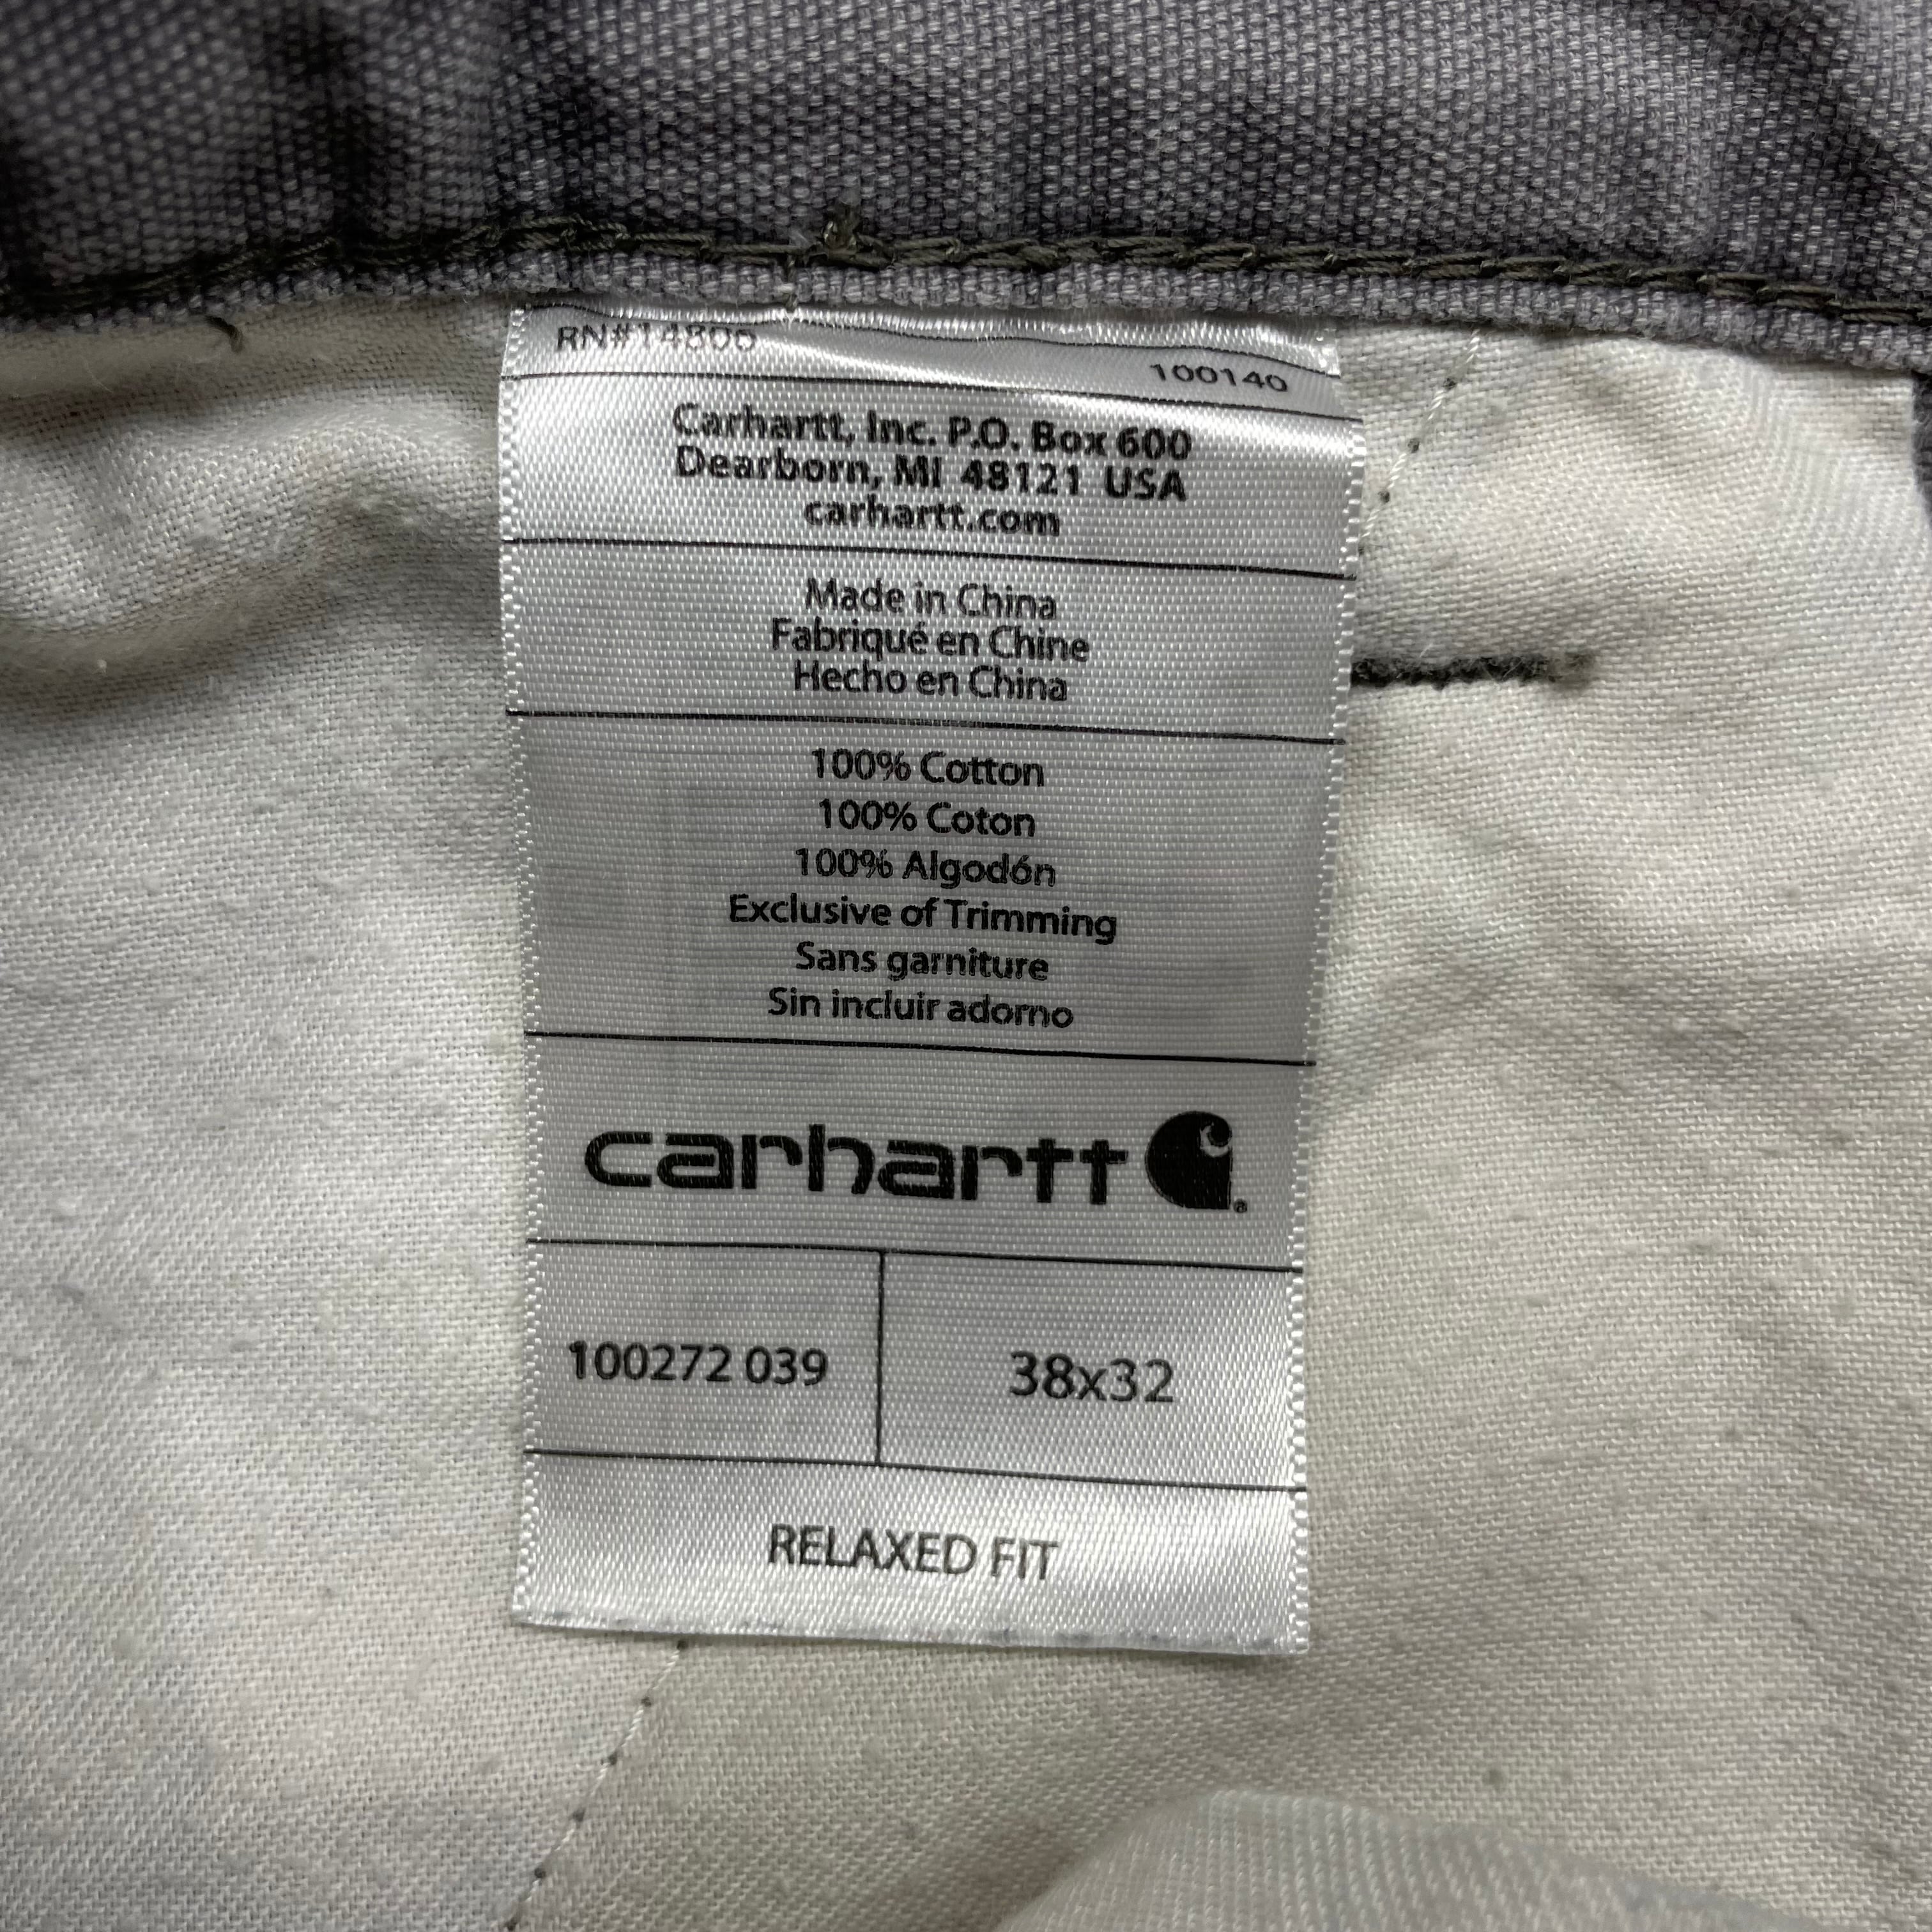 RN#14806
100140
Carhartt, Inc. P.O. Box 600
Dearborn, MI 48121 USA
carhartt.com
Made in China
Fabriqué en Chine
Hecho en China
100% Cotton
100% Coton
100% Algodón
Exclusive of Trimming
Sans garniture
Sin incluir adorno
carhartt
100272 039
38x32
RELAXED FIT